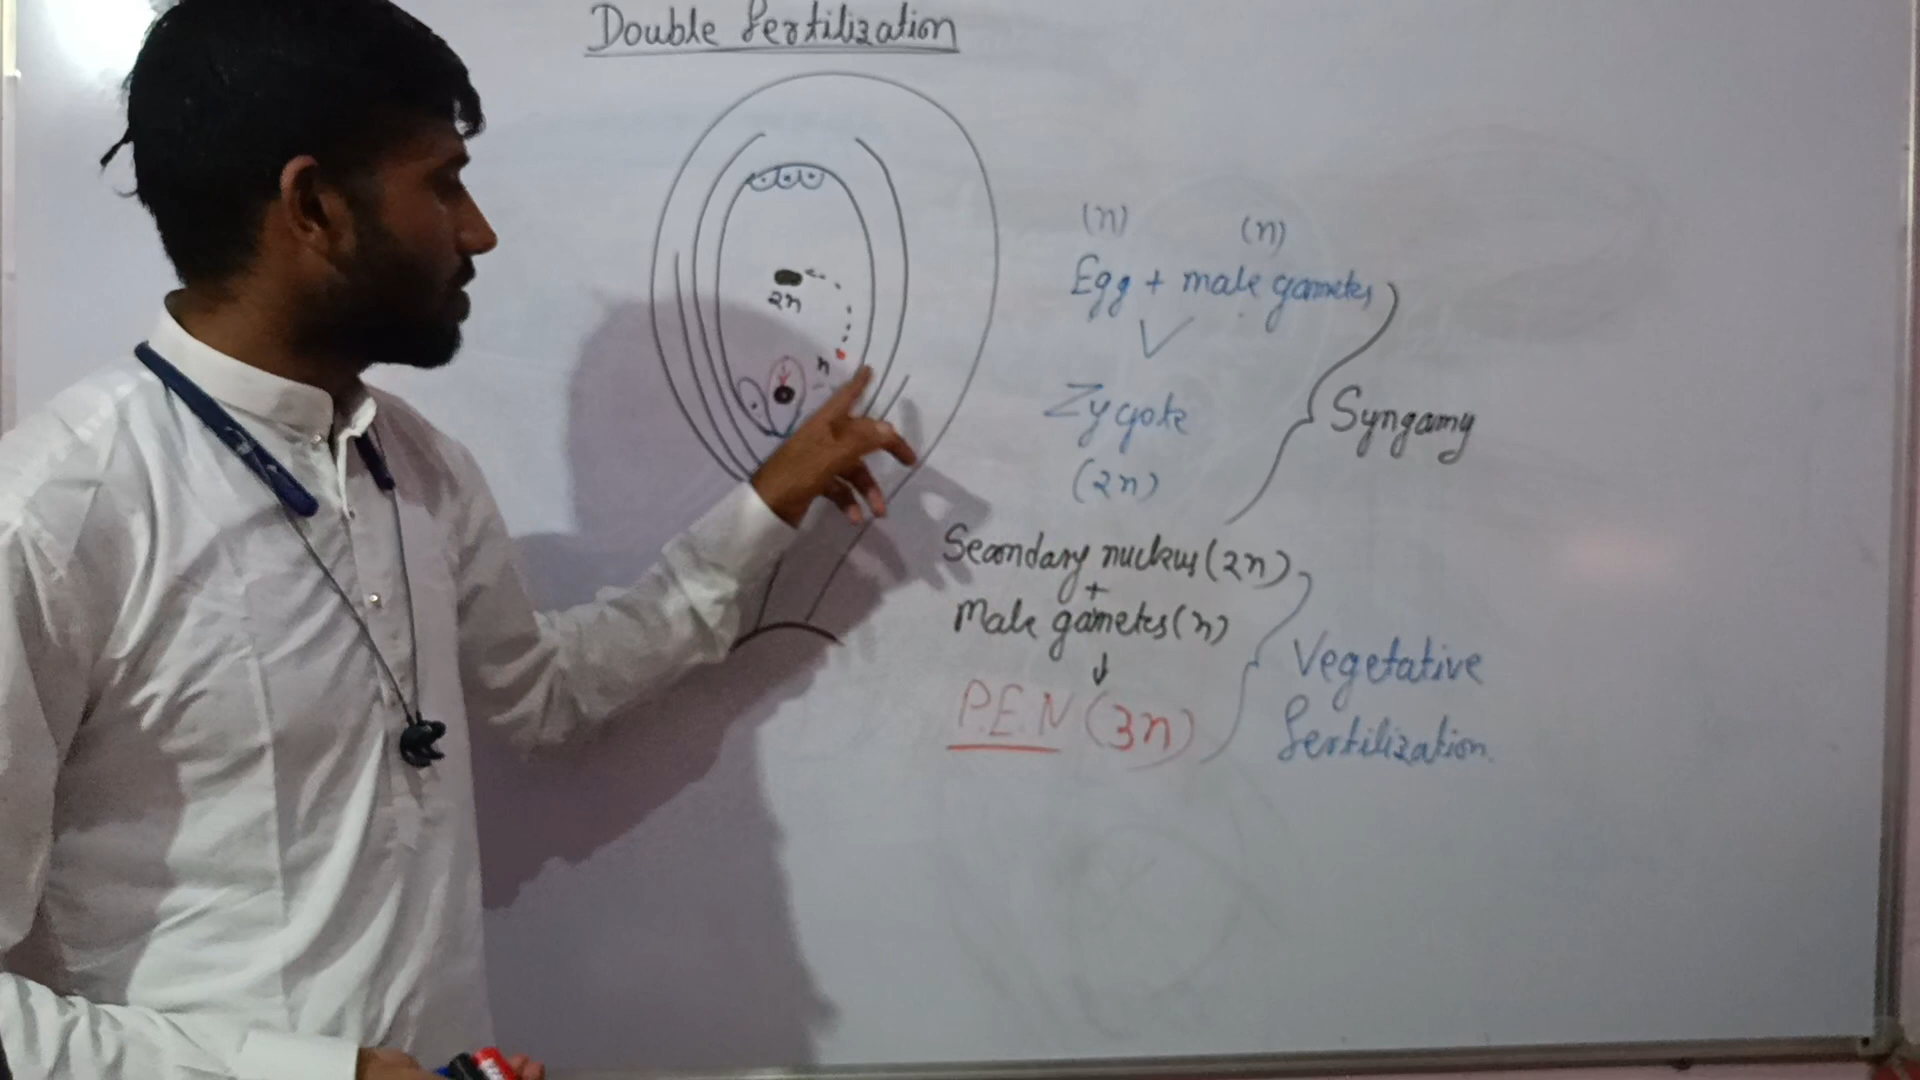 Double fertilization
2n
n
(n) (n)
Egg + male gametes
Zygote
(2n)
Syngamy
Secondary nucleus (2n)
+
Male gametes (n)
P.E.N (3n)
Vegetative
fertilization.